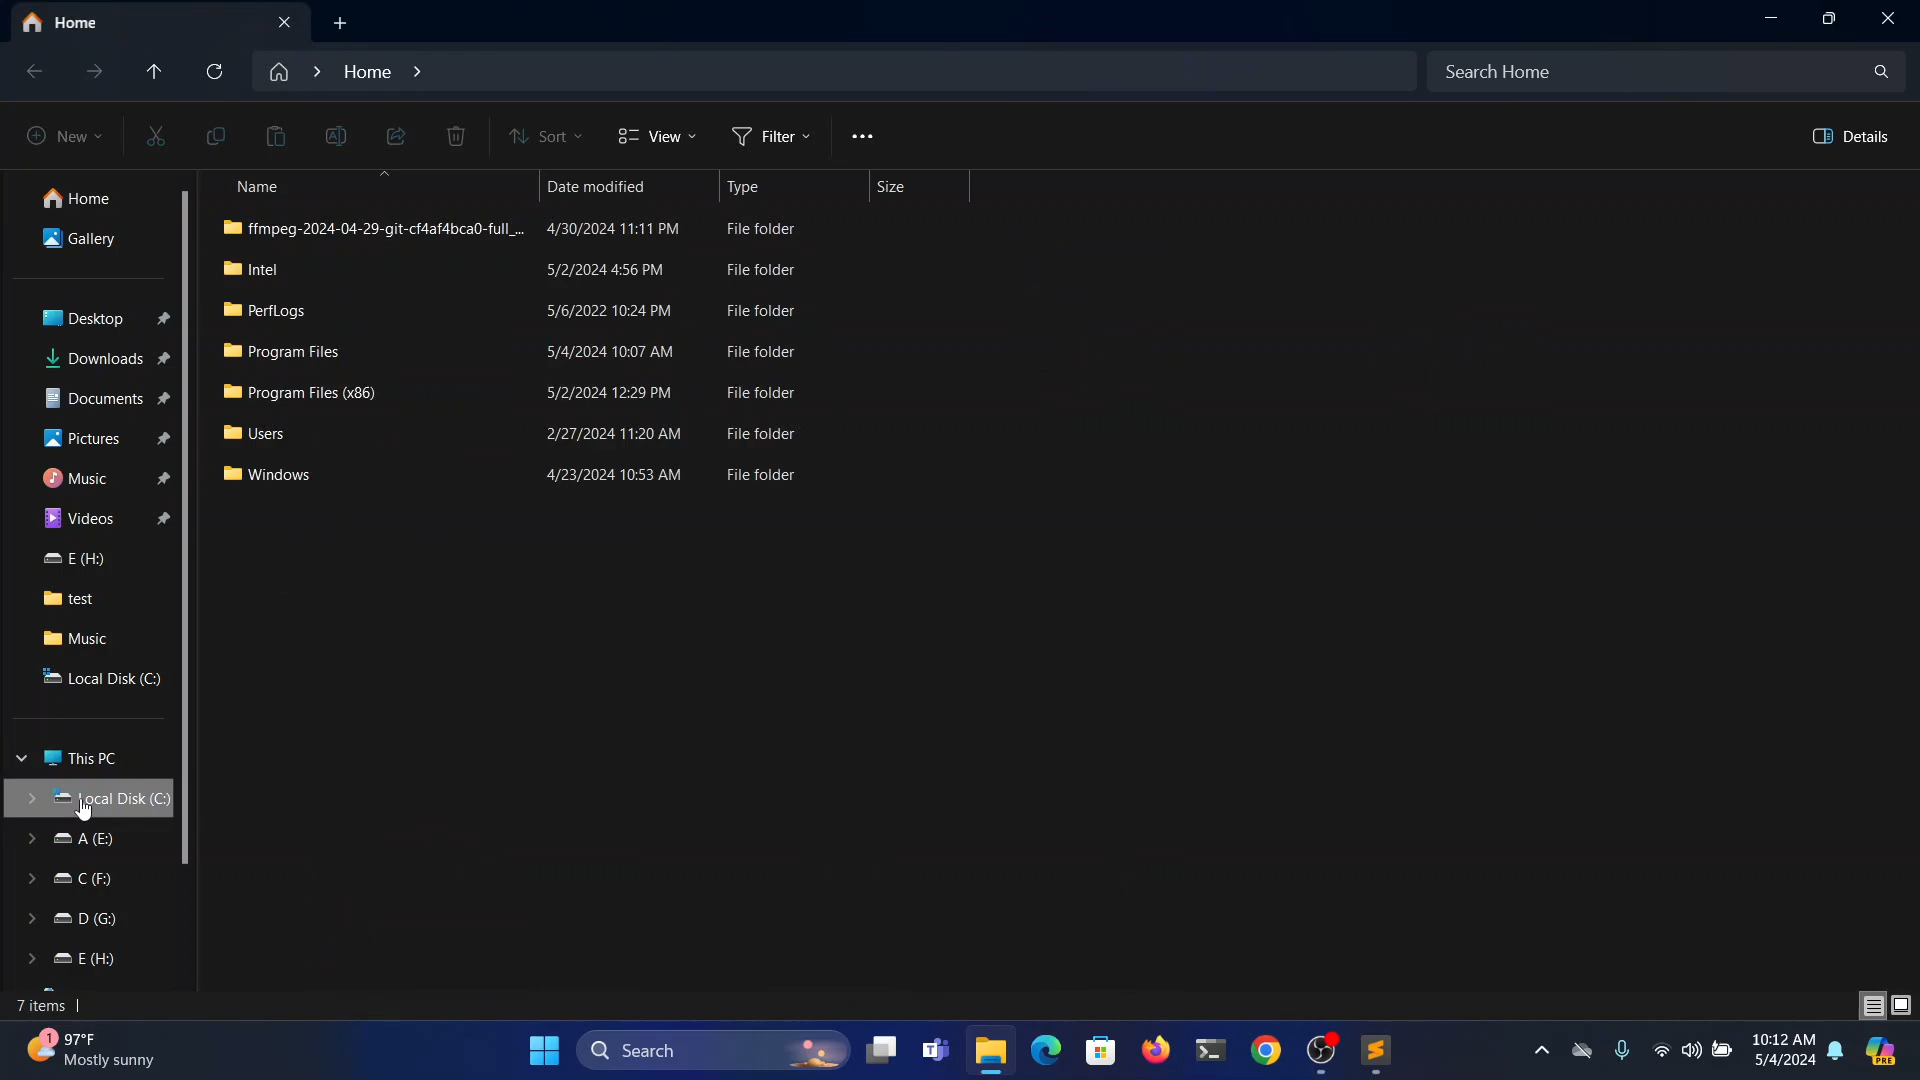 Home
Home
Search Home
New
Sort
View
Filter
Details
Home
Gallery
Desktop
Downloads
Documents
Pictures
Music
Videos
E (H:)
test
Music
Local Disk (C:)
This PC
Local Disk (C:)
A (E:)
C (F:)
D (G:)
E (H:)
Name Date modified Type Size
ffmpeg-2024-04-29-git-cf4af4bca0-full_... 4/30/2024 11:11 PM File folder
Intel 5/2/2024 4:56 PM File folder
PerfLogs 5/6/2022 10:24 PM File folder
Program Files 5/4/2024 10:07 AM File folder
Program Files (x86) 5/2/2024 12:29 PM File folder
Users 2/27/2024 11:20 AM File folder
Windows 4/23/2024 10:53 AM File folder
7 items
1
97°F
Mostly sunny
Search
T
PRE
10:12 AM
5/4/2024